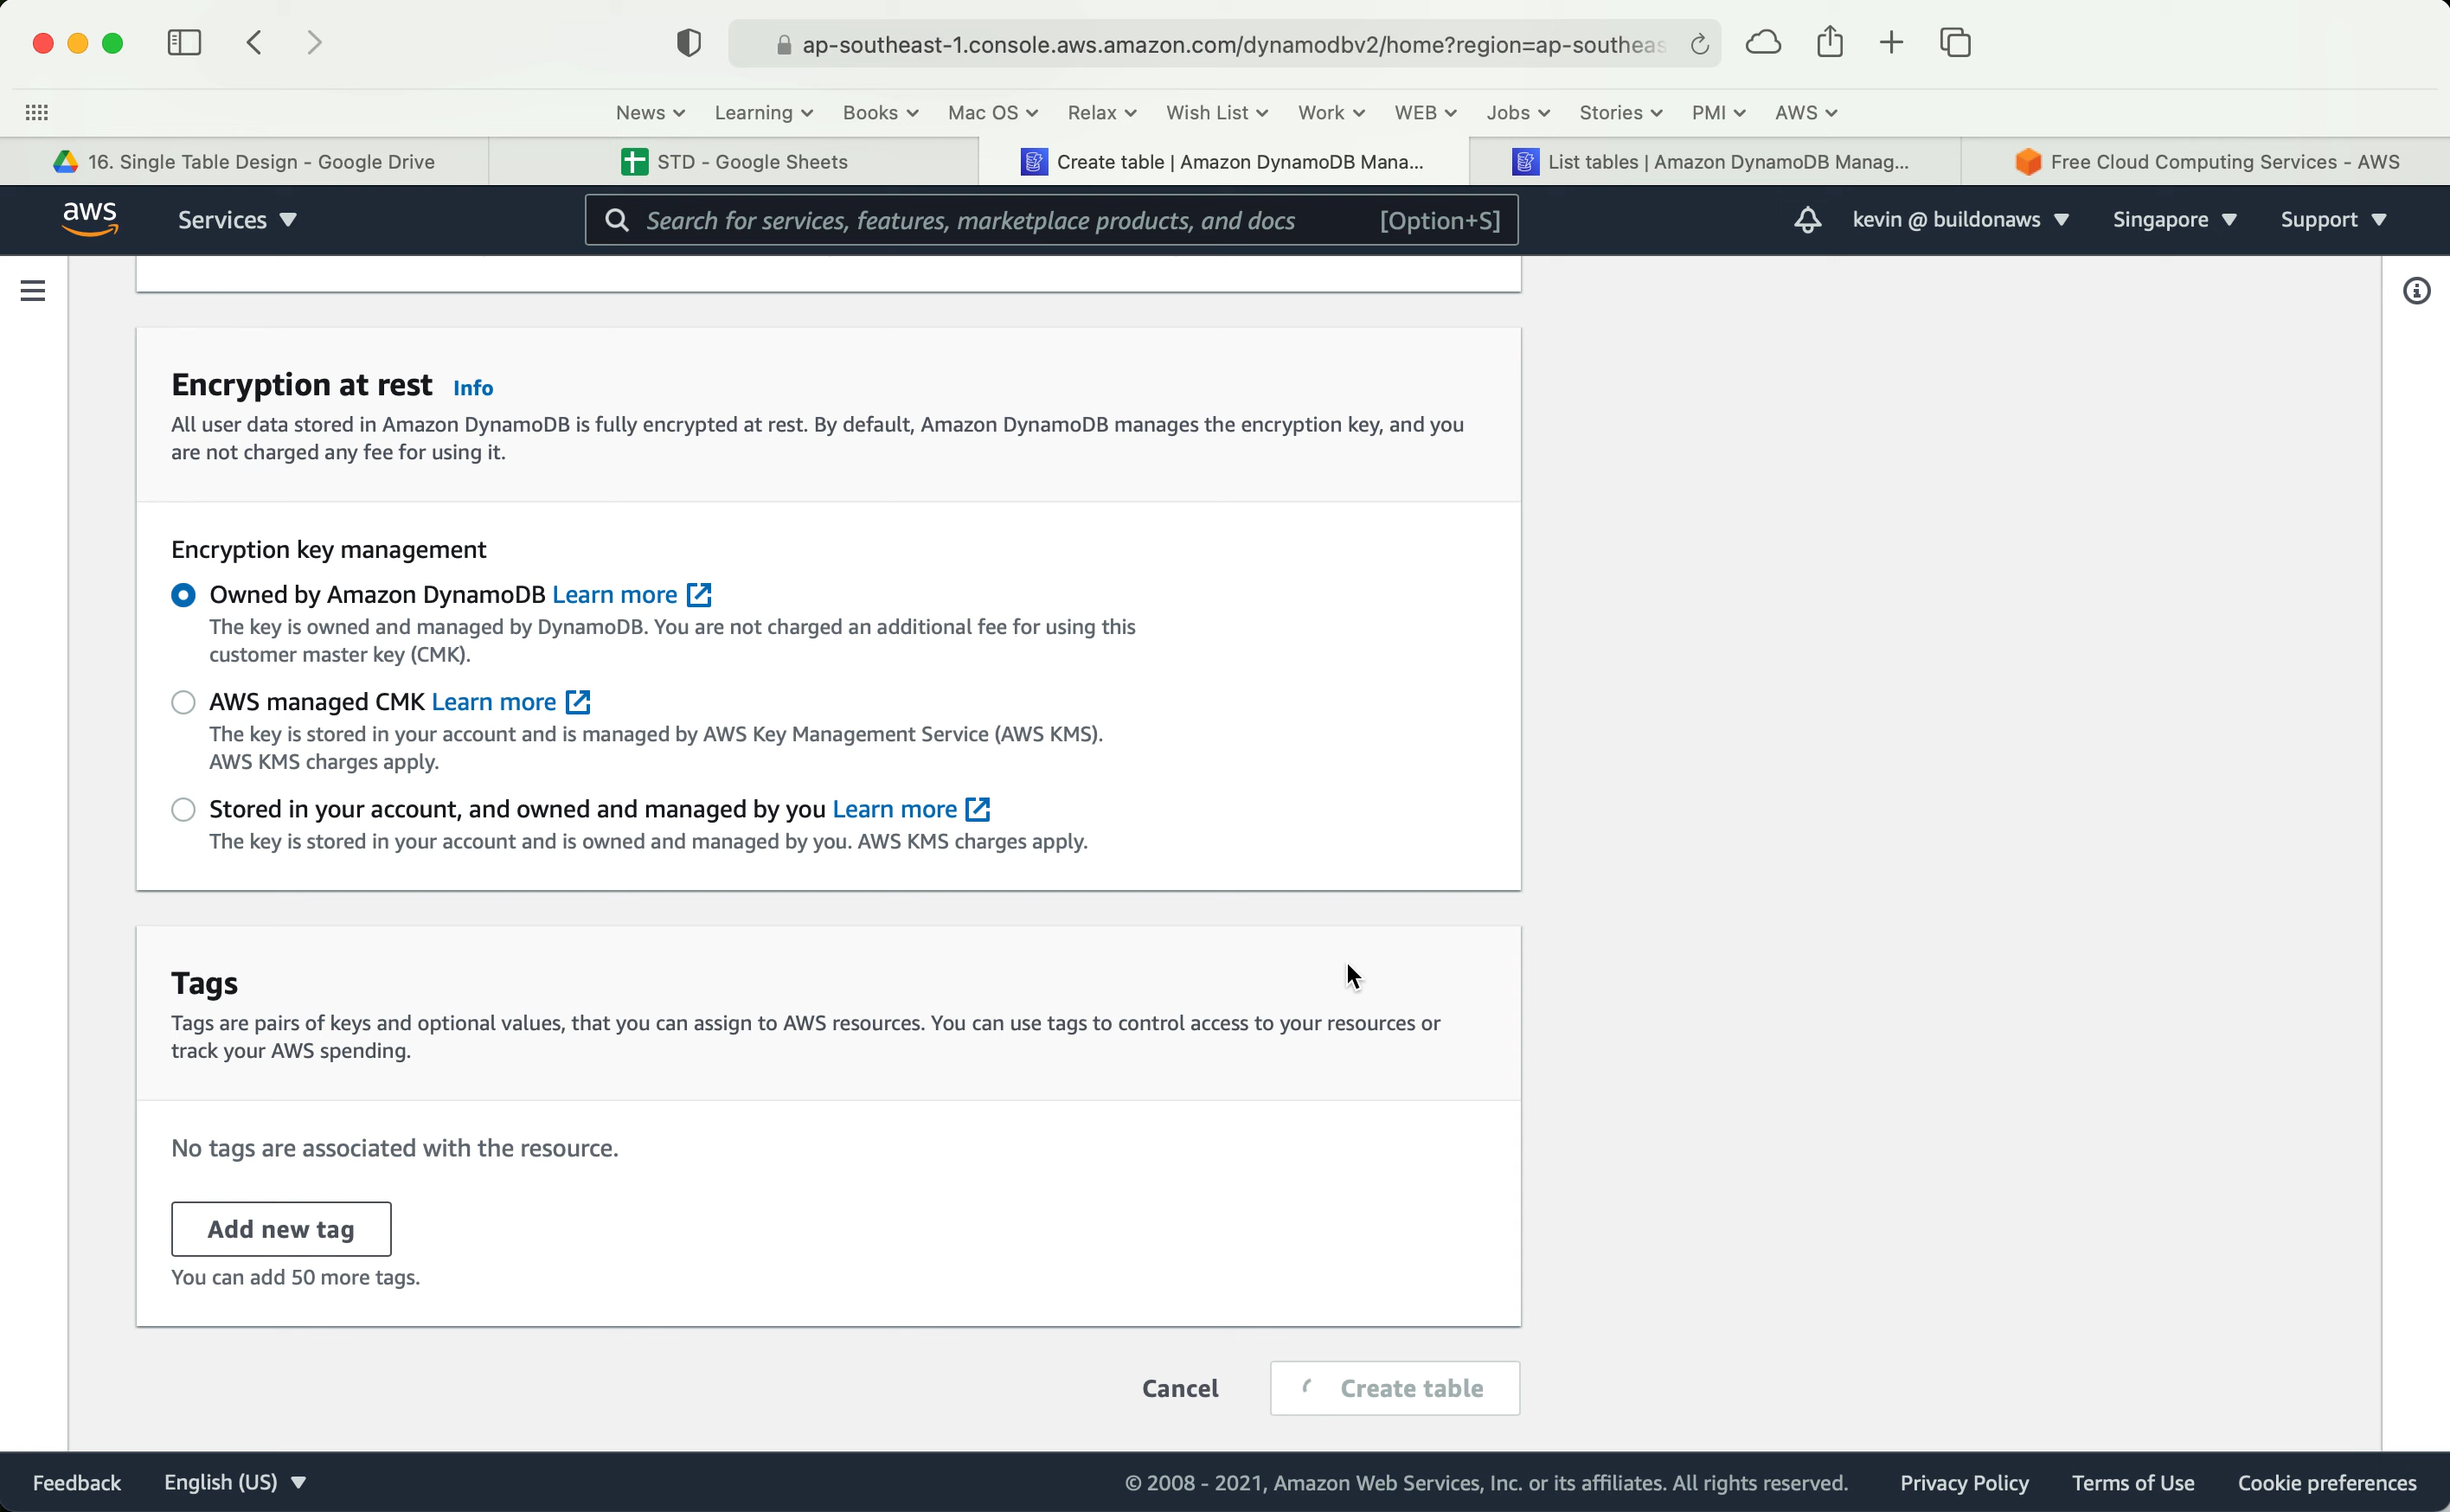 ap-southeast-1.console.aws.amazon.com/dynamodbv2/home?region=ap-southeas
News Learning Books Mac OS Relax Wish List Work WEB Jobs Stories PMI AWS
16. Single Table Design - Google Drive STD - Google Sheets Create table | Amazon DynamoDB Mana... List tables | Amazon DynamoDB Manag... Free Cloud Computing Services - AWS
aws Services Search for services, features, marketplace products, and docs [Option+S] kevin @ buildonaws Singapore Support
Encryption at rest Info
All user data stored in Amazon DynamoDB is fully encrypted at rest. By default, Amazon DynamoDB manages the encryption key, and you
are not charged any fee for using it.
Encryption key management
Owned by Amazon DynamoDB Learn more
The key is owned and managed by DynamoDB. You are not charged an additional fee for using this
customer master key (CMK).
AWS managed CMK Learn more
The key is stored in your account and is managed by AWS Key Management Service (AWS KMS).
AWS KMS charges apply.
Stored in your account, and owned and managed by you Learn more
The key is stored in your account and is owned and managed by you. AWS KMS charges apply.
Tags
Tags are pairs of keys and optional values, that you can assign to AWS resources. You can use tags to control access to your resources or
track your AWS spending.
No tags are associated with the resource.
Add new tag
You can add 50 more tags.
Cancel Create table
Feedback English (US) © 2008 - 2021, Amazon Web Services, Inc. or its affiliates. All rights reserved. Privacy Policy Terms of Use Cookie preferences